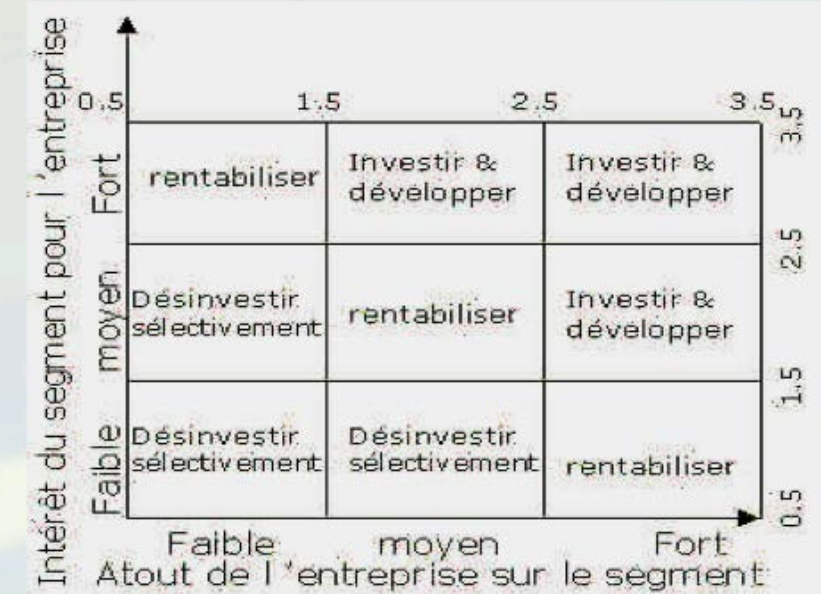 Intérêt du segment pour l'entreprise
0.5 1.5 2.5 3.5
3.5
Fort
rentabiliser
Investir &
développer
Investir &
développer
2.5
moyen
Désinvestir
sélectivement
rentabiliser
Investir &
développer
1.5
Faible
Désinvestir
sélectivement
Désinvestir
sélectivement
rentabiliser
0.5
Faible moyen Fort
Atout de l'entreprise sur le segment